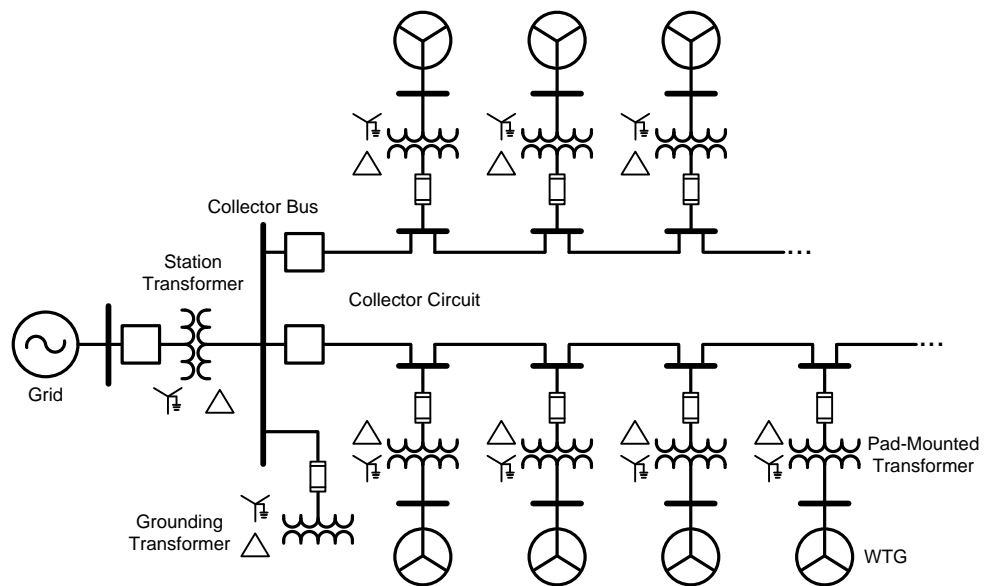 Collector Bus
Station
Transformer
...
Collector Circuit
...
Grid
Pad-Mounted
Transformer
Grounding
Transformer
WTG